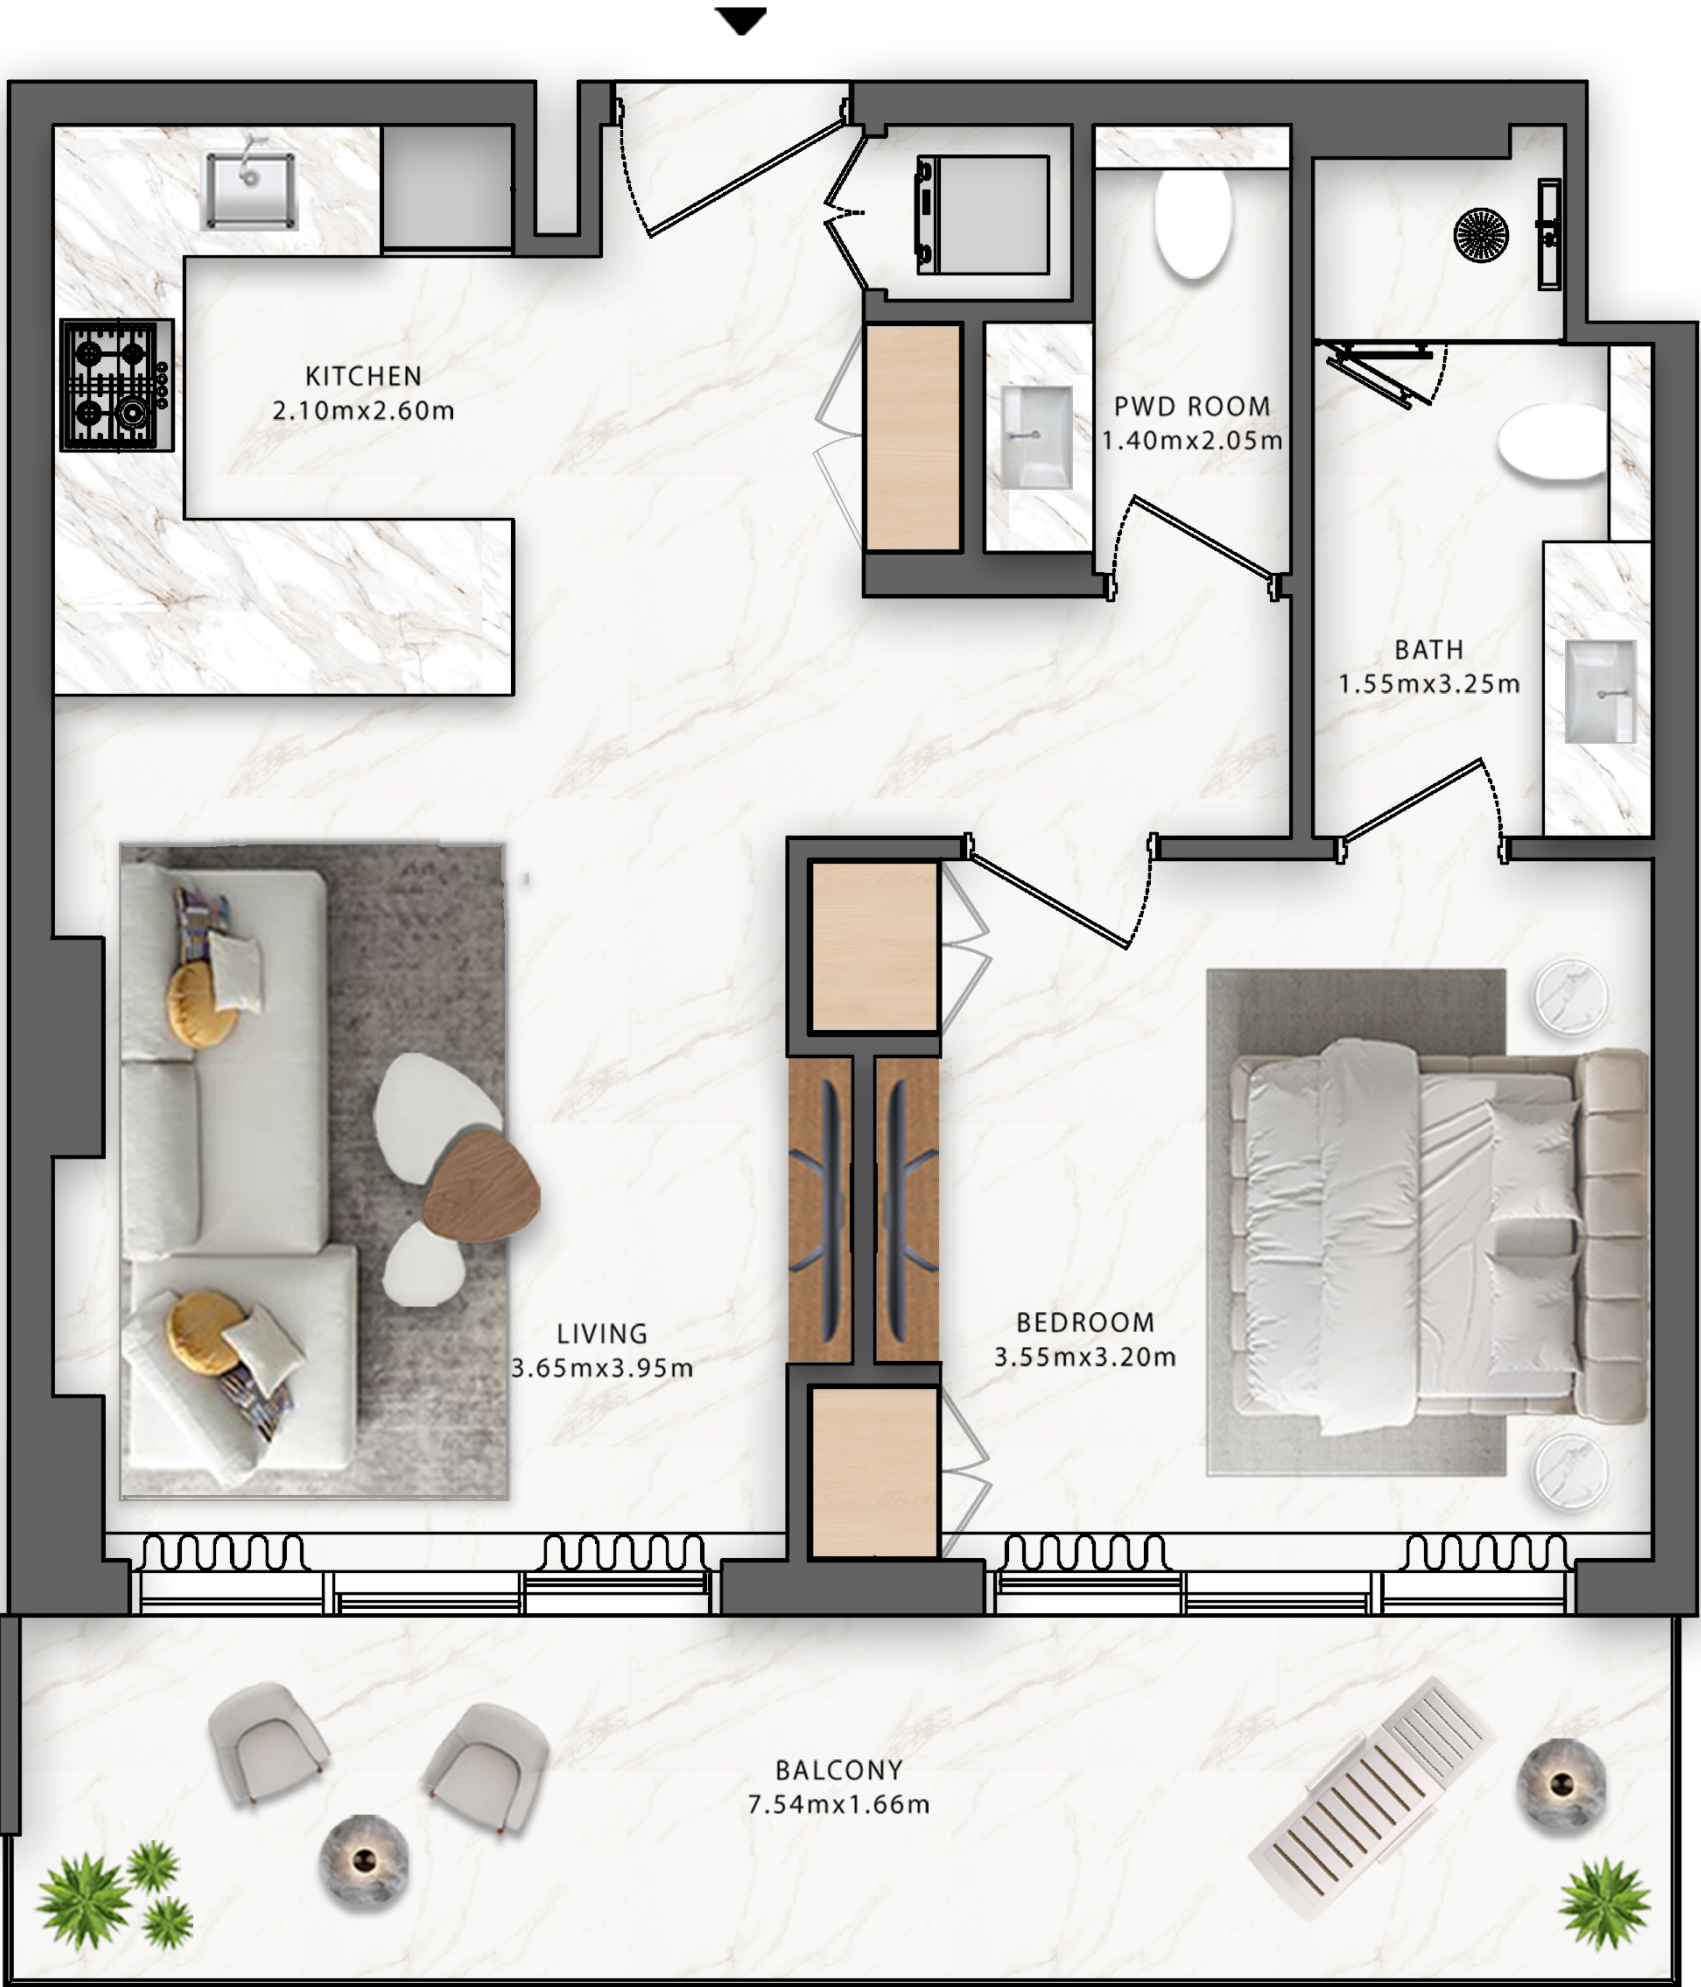 KITCHEN
2.10mx2.60m
PWD ROOM
1.40mx2.05m
BATH
1.55mx3.25m
LIVING
3.65mx3.95m
BEDROOM
3.55mx3.20m
BALCONY
7.54mx1.66m